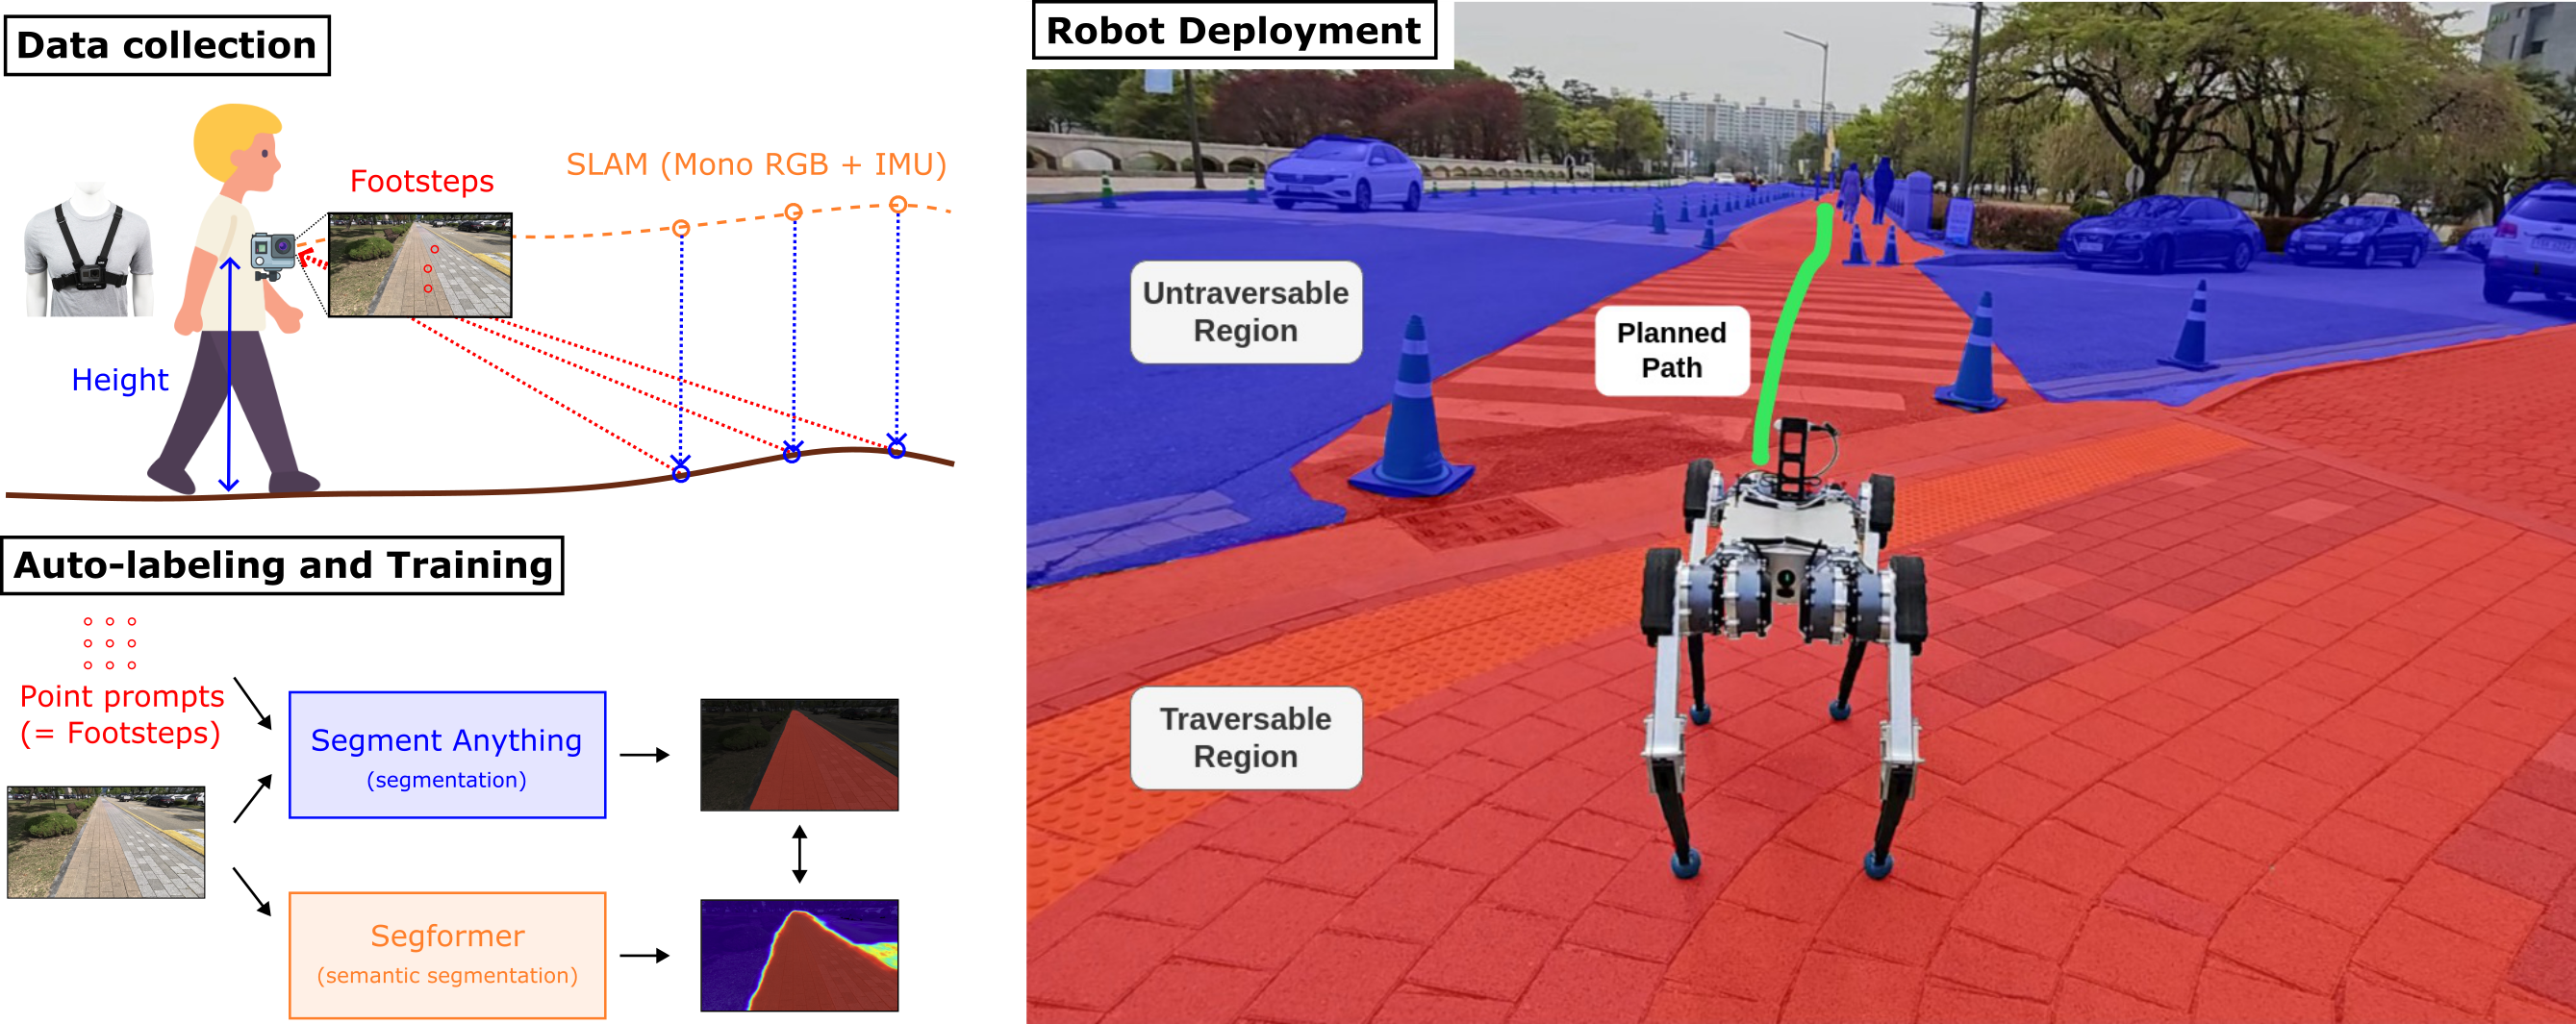 Data collection
Footsteps
SLAM (Mono RGB + IMU)
Height
Auto-labeling and Training
Point prompts
(= Footsteps)
Segment Anything
(segmentation)
Segformer
(semantic segmentation)
Robot Deployment
Untraversable
Region
Planned
Path
Traversable
Region